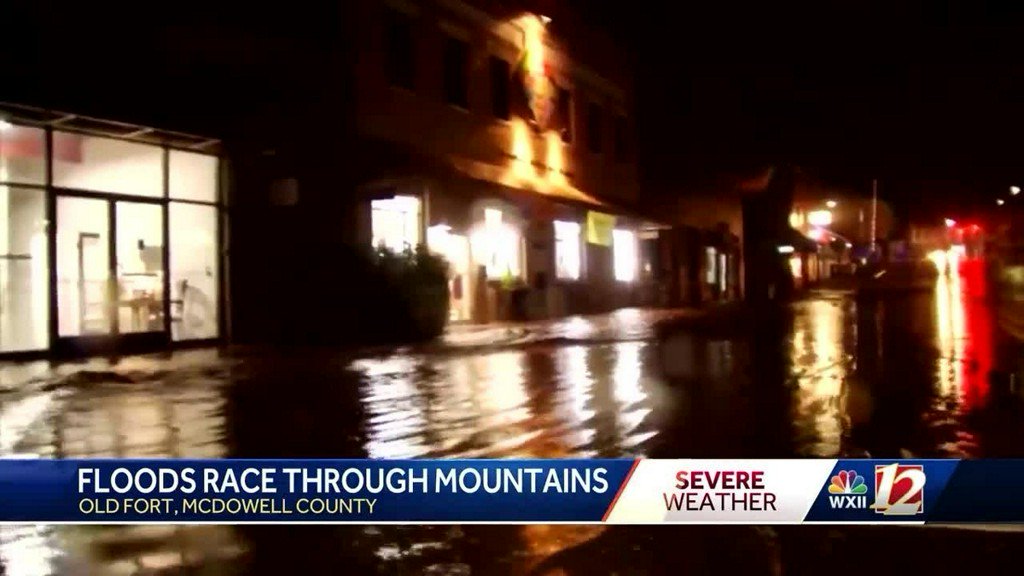 FLOODS RACE THROUGH MOUNTAINS
OLD FORT, MCDOWELL COUNTY
SEVERE
WEATHER
WXII 12